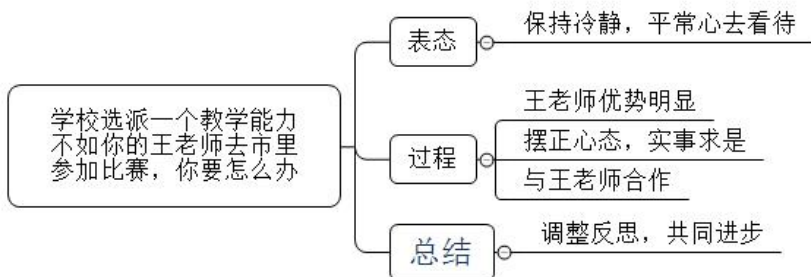 学校选派一个教学能力
不如你的王老师去市里
参加比赛，你要怎么办
表态
保持冷静，平常心去看待
过程
王老师优势明显
摆正心态，实事求是
与王老师合作
总结
调整反思，共同进步